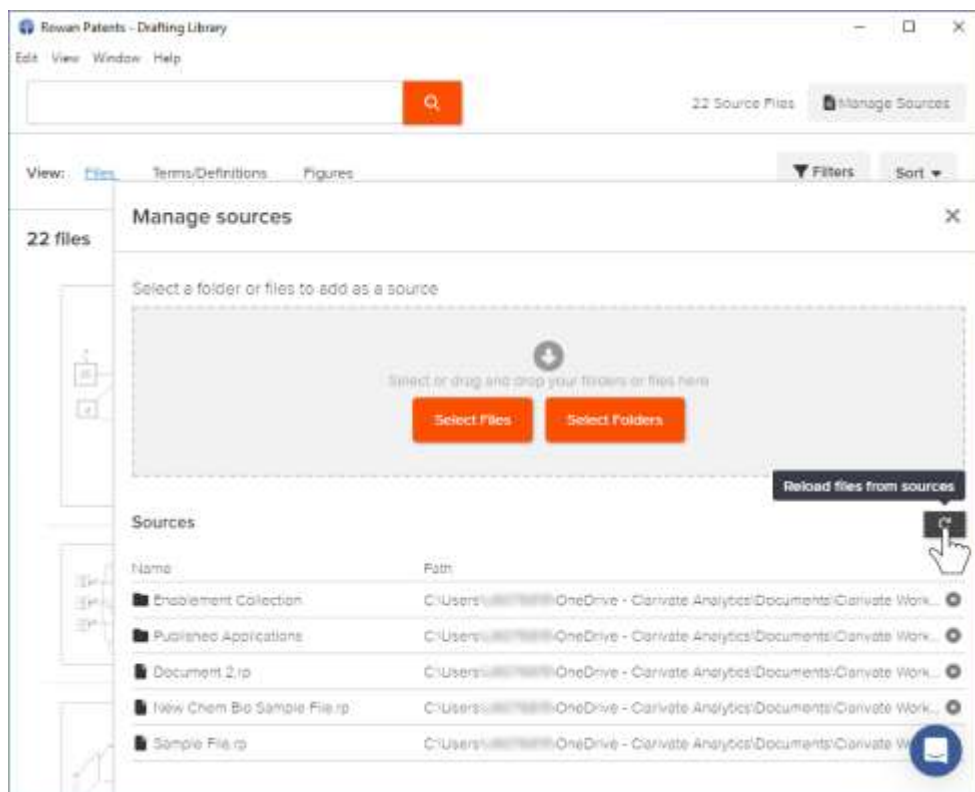 Rowan Patents - Drafting Library
Edit View Window Help
22 Source Files Manage Sources
View: Files Terms/Definitions Figures Filters Sort
22 files
Manage sources
Select a folder or files to add as a source
Select or drag and drop your folders or files here
Select Files Select Folders
Reload files from sources
Sources
Name Path
Enablement Collection C:\Users\ OneDrive - Clarivate Analytics\Documents\Clarivate Work...
Published Applications C:\Users\ OneDrive - Clarivate Analytics\Documents\Clarivate Work...
Document 2.rp C:\Users\ OneDrive - Clarivate Analytics\Documents\Clarivate Work...
New Chem Bio Sample File.rp C:\Users\ OneDrive - Clarivate Analytics\Documents\Clarivate Work...
Sample File.rp C:\Users\ OneDrive - Clarivate Analytics\Documents\Clarivate